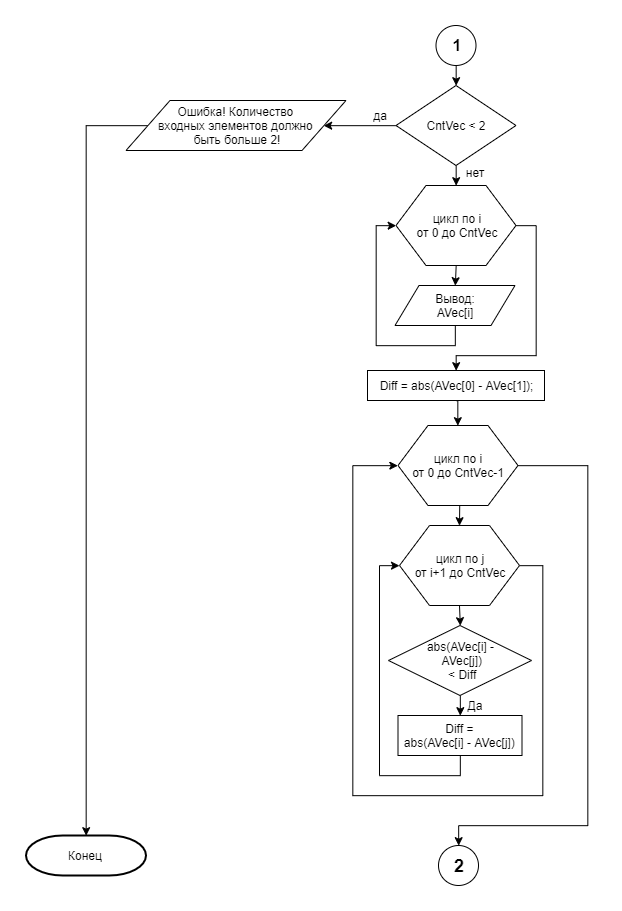 1
CntVec < 2
да
Ошибка! Количество
входных элементов должно
быть больше 2!
нет
цикл по i
от 0 до CntVec
Вывод:
AVec[i]
Diff = abs(AVec[0] - AVec[1]);
цикл по i
от 0 до CntVec-1
цикл по j
от i+1 до CntVec
abs(AVec[i] -
AVec[j])
< Diff
Да
Diff =
abs(AVec[i] - AVec[j])
Конец
2